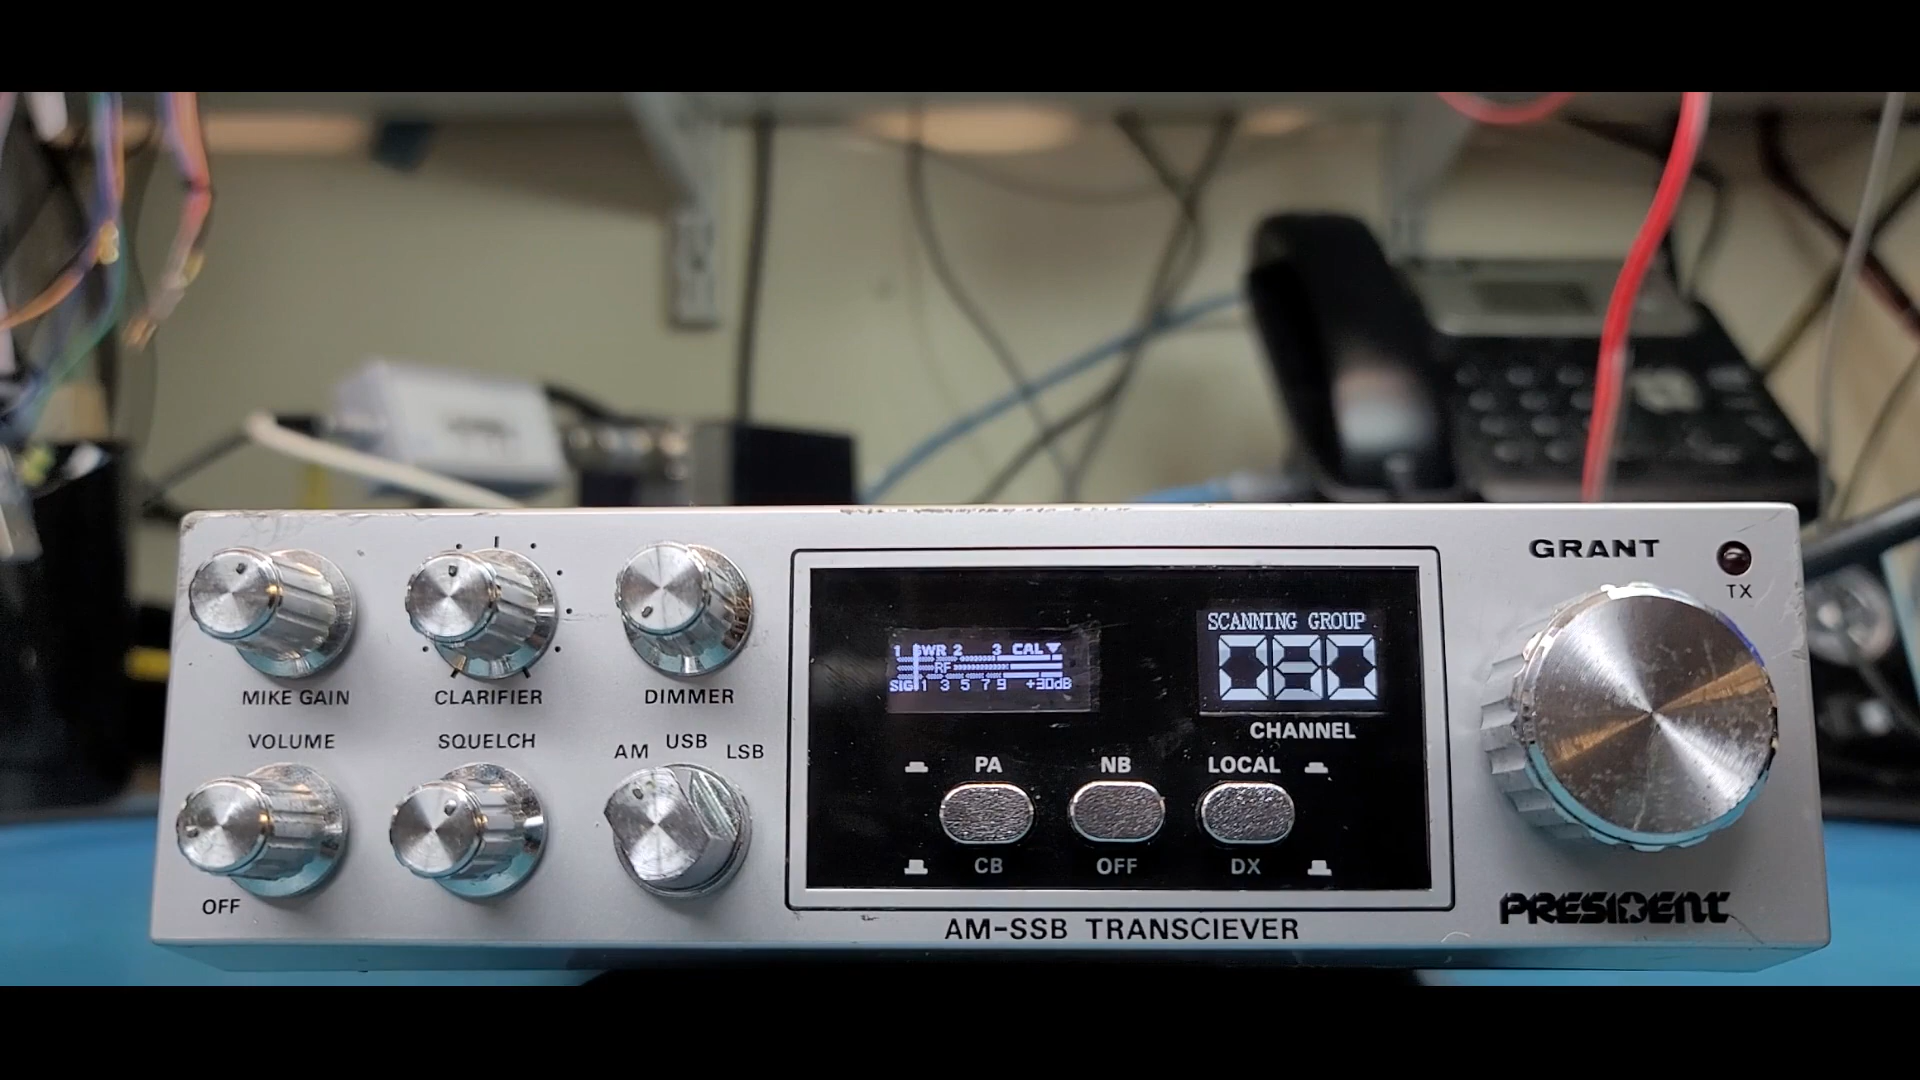 GRANT
TX
MIKE GAIN
CLARIFIER
DIMMER
1 SWR 2 3 CAL
RF
SIG 1 3 5 7 9 +30dB
SCANNING GROUP
080
CHANNEL
VOLUME
SQUELCH
AM USB LSB
PA NB LOCAL
CB OFF DX
OFF
AM-SSB TRANSCIEVER
PRESIDENT